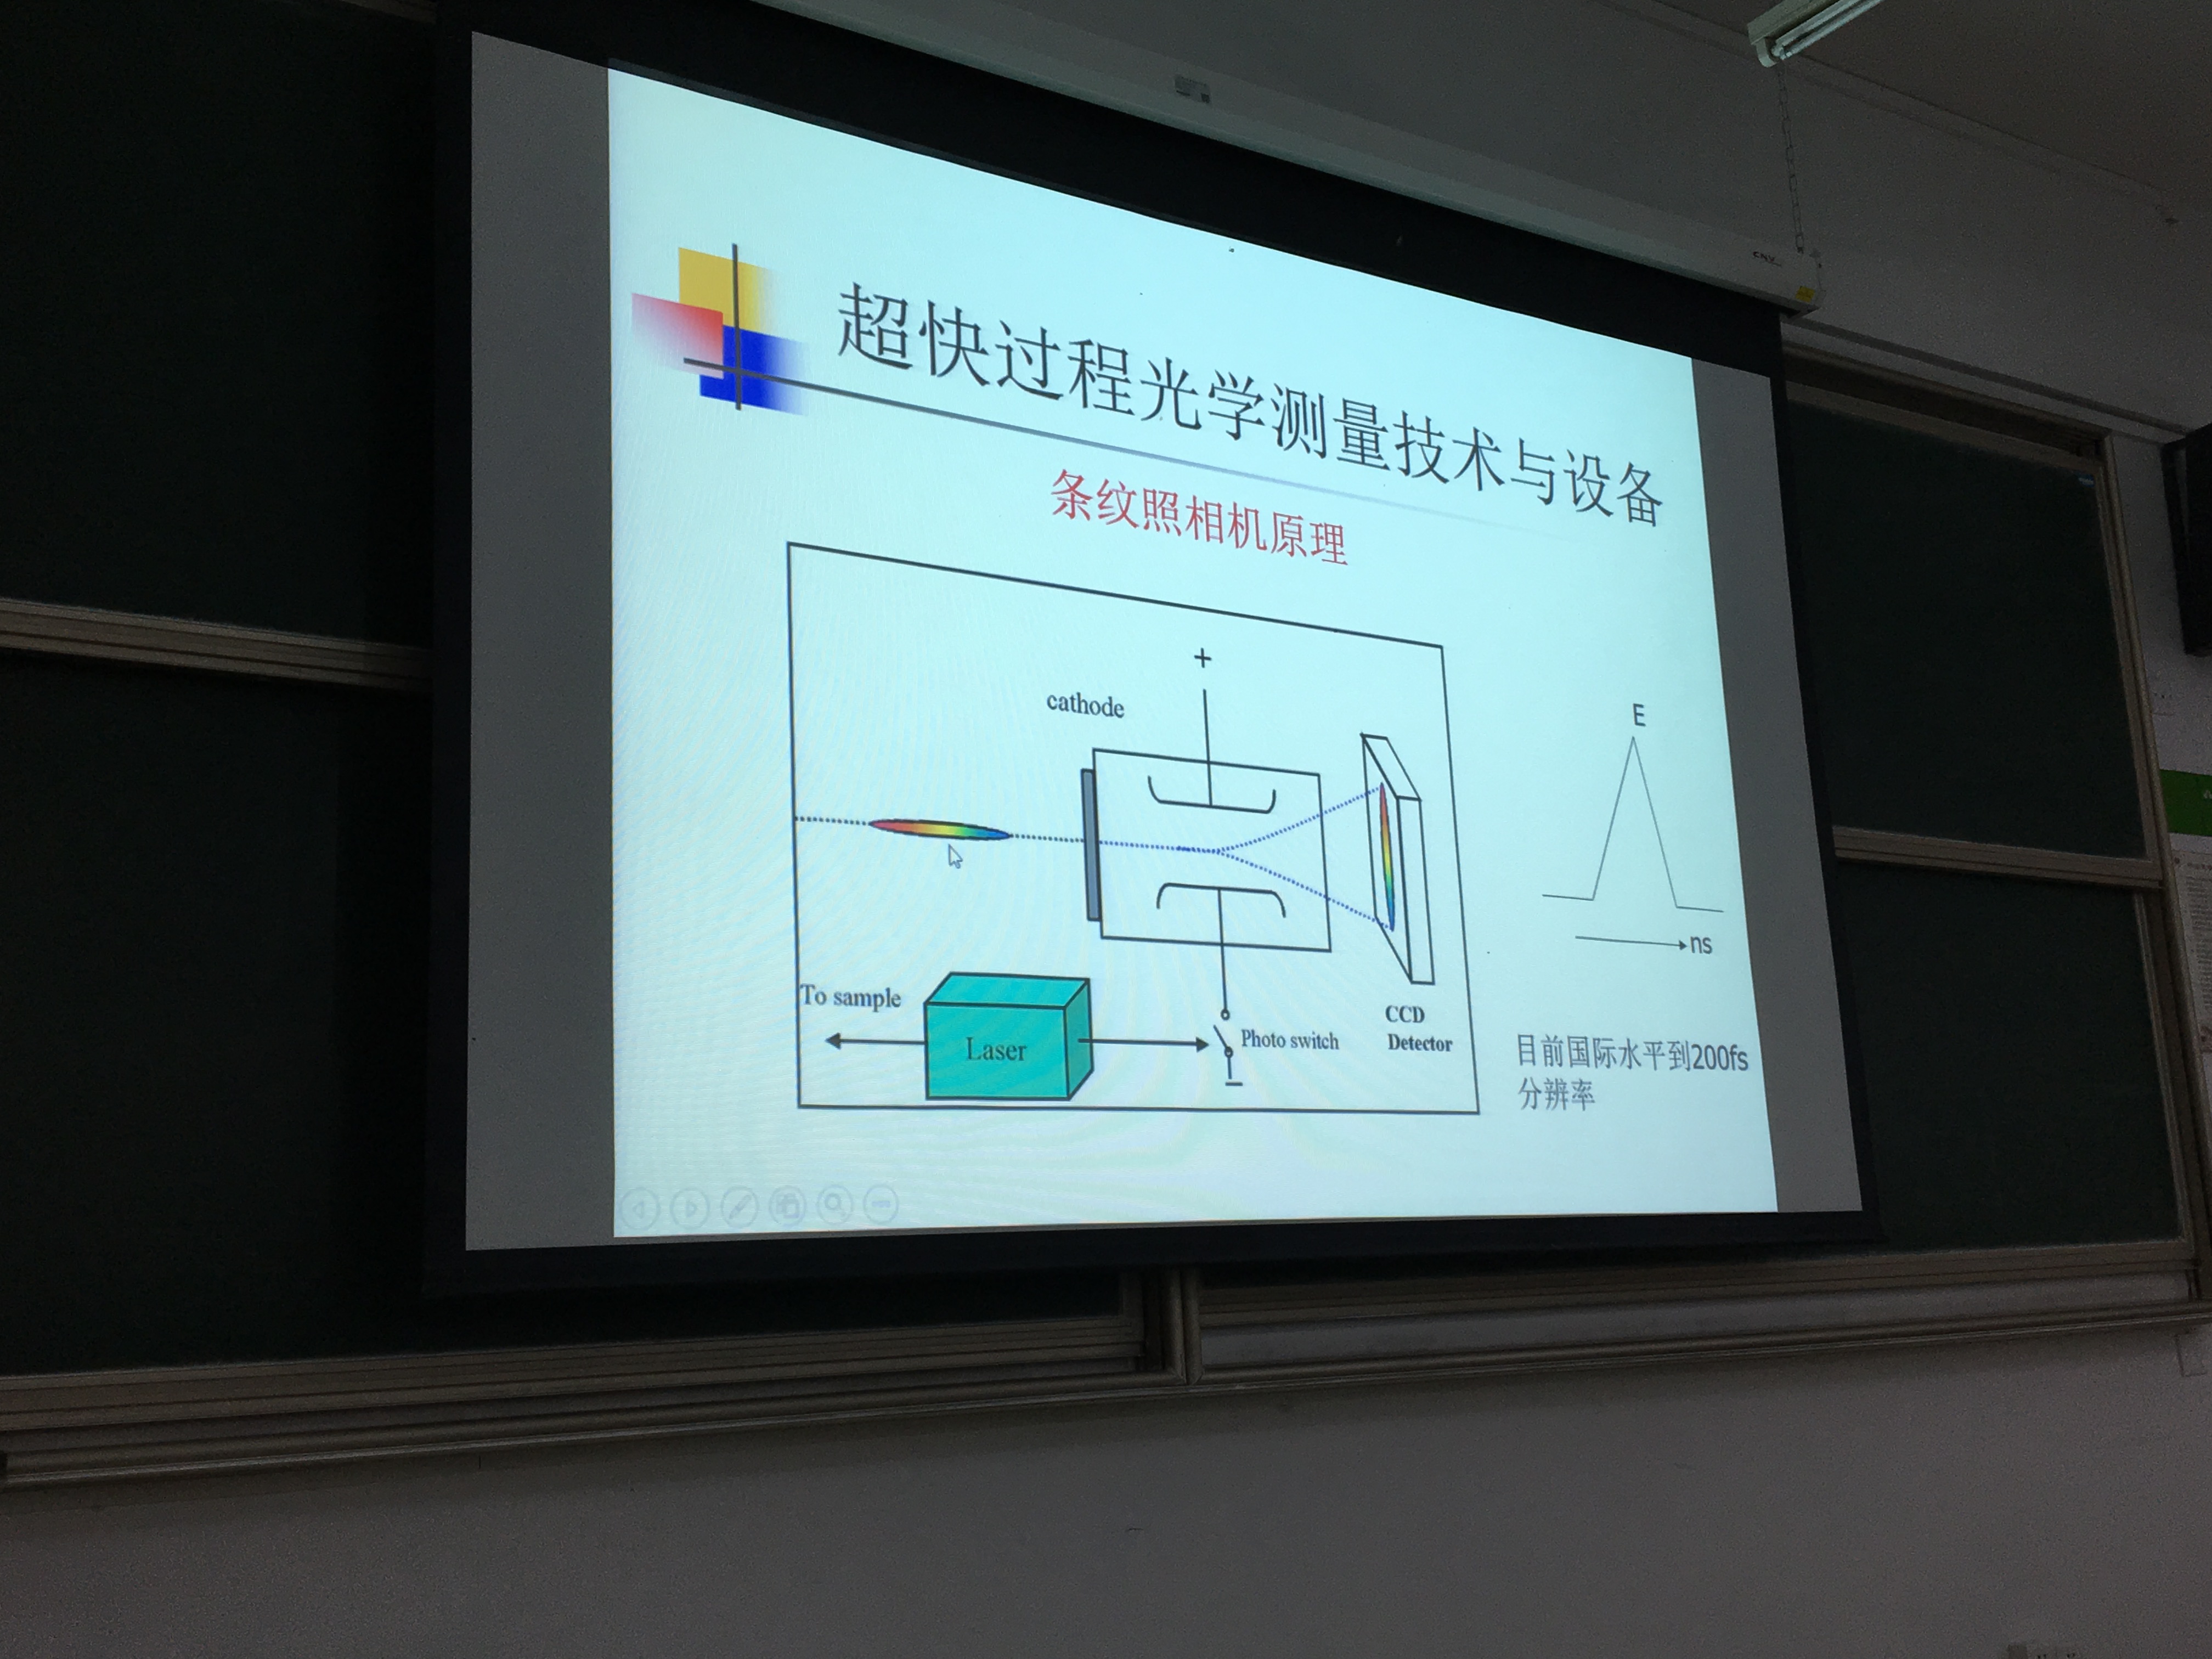 超快过程光学测量技术与设备
条纹照相机原理
+
cathode
E
ns
To sample
Laser
Photo switch
CCD
Detector
目前国际水平到200fs
分辨率